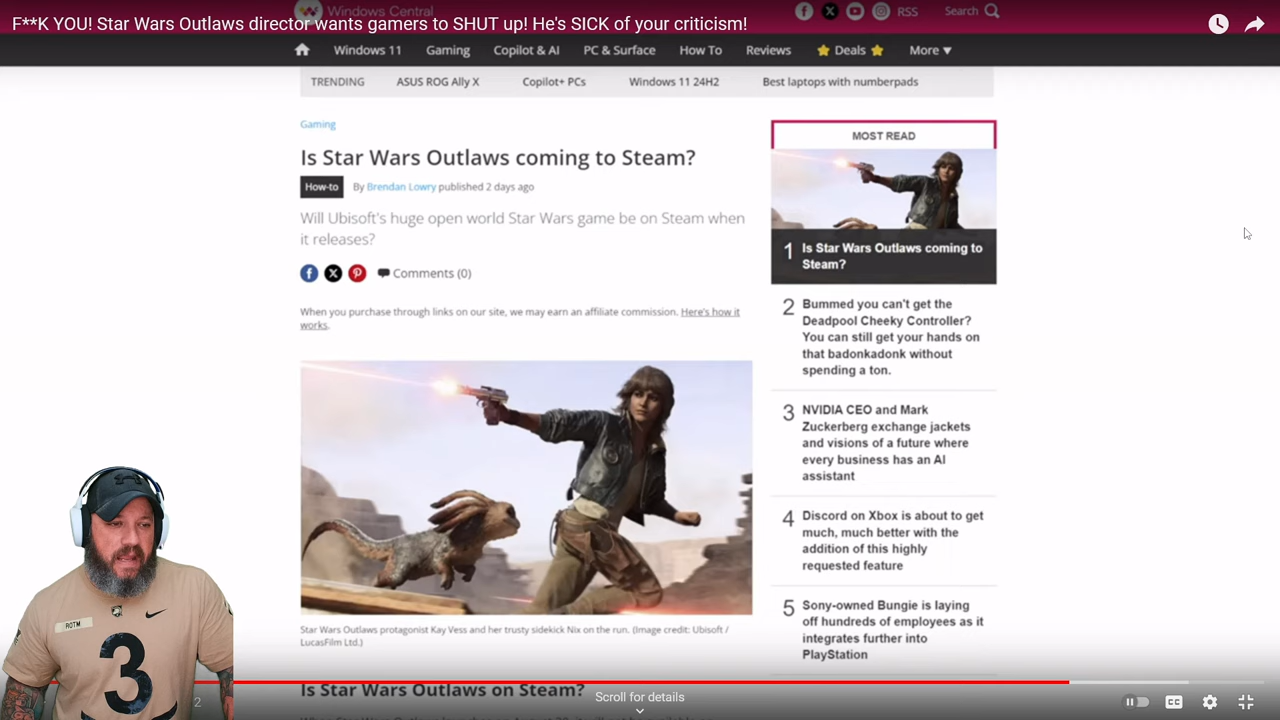 Windows Central
RSS
Search
F**K YOU! Star Wars Outlaws director wants gamers to SHUT up! He's SICK of your criticism!
Windows 11
Gaming
Copilot & AI
PC & Surface
How To
Reviews
Deals
More
TRENDING
ASUS ROG Ally X
Copilot+ PCs
Windows 11 24H2
Best laptops with numberpads
Gaming
Is Star Wars Outlaws coming to Steam?
How-to
By Brendan Lowry published 2 days ago
Will Ubisoft's huge open world Star Wars game be on Steam when
it releases?
Comments (0)
When you purchase through links on our site, we may earn an affiliate commission. Here's how it
works.
Star Wars Outlaws protagonist Kay Vess and her trusty sidekick Nix on the run. (Image credit: Ubisoft /
LucasFilm Ltd.)
Is Star Wars Outlaws on Steam?
MOST READ
1 Is Star Wars Outlaws coming to
Steam?
2 Bummed you can't get the
Deadpool Cheeky Controller?
You can still get your hands on
that badonkadonk without
spending a ton.
3 NVIDIA CEO and Mark
Zuckerberg exchange jackets
and visions of a future where
every business has an AI
assistant
4 Discord on Xbox is about to get
much, much better with the
addition of this highly
requested feature
5 Sony-owned Bungie is laying
off hundreds of employees as it
integrates further into
PlayStation
ROTM
3
2
Scroll for details
CC